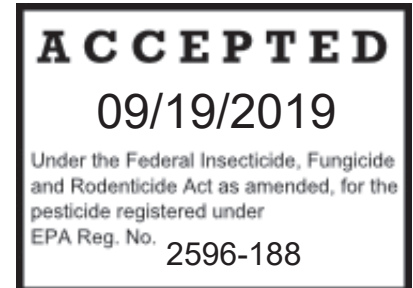 ACCEPTED
09/19/2019
Under the Federal Insecticide, Fungicide
and Rodenticide Act as amended, for the
pesticide registered under
EPA Reg. No. 2596-188